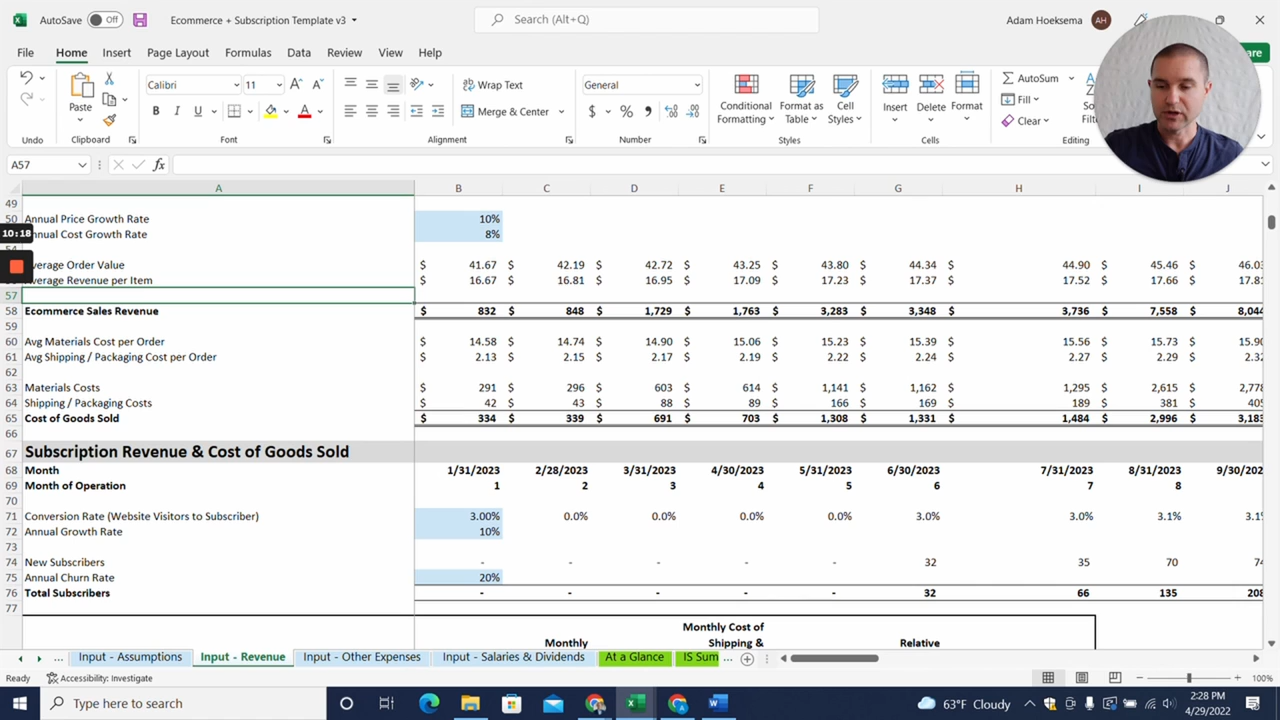 AutoSave Off Ecommerce + Subscription Template v3 Search (Alt+Q) Adam Hoeksema AH
File Home Insert Page Layout Formulas Data Review View Help
Calibri 11 Wrap Text General AutoSum
Paste Merge & Center Conditional Formatting Format as Table Cell Styles Insert Delete Format Fill Clear
Undo Clipboard Font Alignment Number Styles Cells Editing
A57 fx
A B C D E F G H I J
49
50 Annual Price Growth Rate 10%
Annual Cost Growth Rate 8%
10:18
Average Order Value $ 41.67 $ 42.19 $ 42.72 $ 43.25 $ 43.80 $ 44.34 $ 44.90 $ 45.46 $ 46.03
Average Revenue per Item $ 16.67 $ 16.81 $ 16.95 $ 17.09 $ 17.23 $ 17.37 $ 17.52 $ 17.66 $
57
58 Ecommerce Sales Revenue $ 832 $ 848 $ 1,729 $ 1,763 $ 3,283 $ 3,348 $ 3,736 $ 7,558 $ 8,044
59
60 Avg Materials Cost per Order $ 14.58 $ 14.74 $ 14.90 $ 15.06 $ 15.23 $ 15.39 $ 15.56 $ 15.73 $
61 Avg Shipping / Packaging Cost per Order $ 2.13 $ 2.15 $ 2.17 $ 2.19 $ 2.22 $ 2.24 $ 2.27 $ 2.29 $
62
63 Materials Costs $ 291 $ 296 $ 603 $ 614 $ 1,141 $ 1,162 $ 1,295 $ 2,615 $
64 Shipping / Packaging Costs $ 42 $ 43 $ 88 $ 89 $ 166 $ 169 $ 189 $ 381 $
65 Cost of Goods Sold $ 334 $ 339 $ 691 $ 703 $ 1,308 $ 1,331 $ 1,484 $ 2,996 $
66
67 Subscription Revenue & Cost of Goods Sold
68 Month 1/31/2023 2/28/2023 3/31/2023 4/30/2023 5/31/2023 6/30/2023 7/31/2023 8/31/2023 9/30/202
69 Month of Operation 1 2 3 4 5 6 7 8
70
71 Conversion Rate (Website Visitors to Subscriber) 3.00% 0.0% 0.0% 0.0% 0.0% 3.0% 3.0% 3.1% 3.1
72 Annual Growth Rate 10%
73
74 New Subscribers - - - - - 32 35 70
75 Annual Churn Rate 20%
76 Total Subscribers - - - - - 32 66 135 208
77
Monthly Cost of
Monthly Shipping & Relative
... Input - Assumptions Input - Revenue Input - Other Expenses Input - Salaries & Dividends At a Glance IS Sum ...
Ready Accessibility: Investigate 100%
Type here to search 63°F Cloudy 2:28 PM
4/29/2022